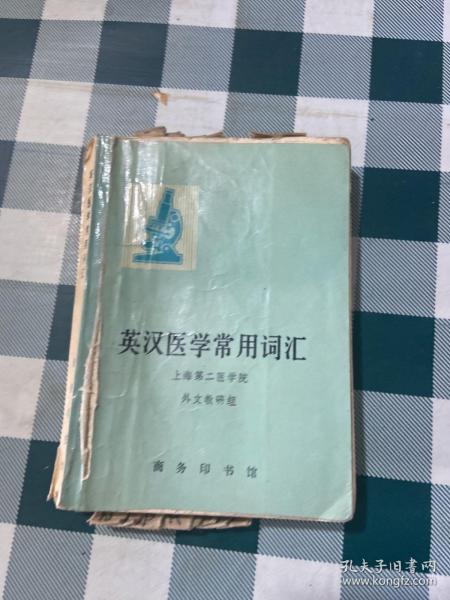 英汉医学常用词汇
上海第二医学院
外文教研组
商务印书馆
孔夫子旧书网
www.kongfz.com